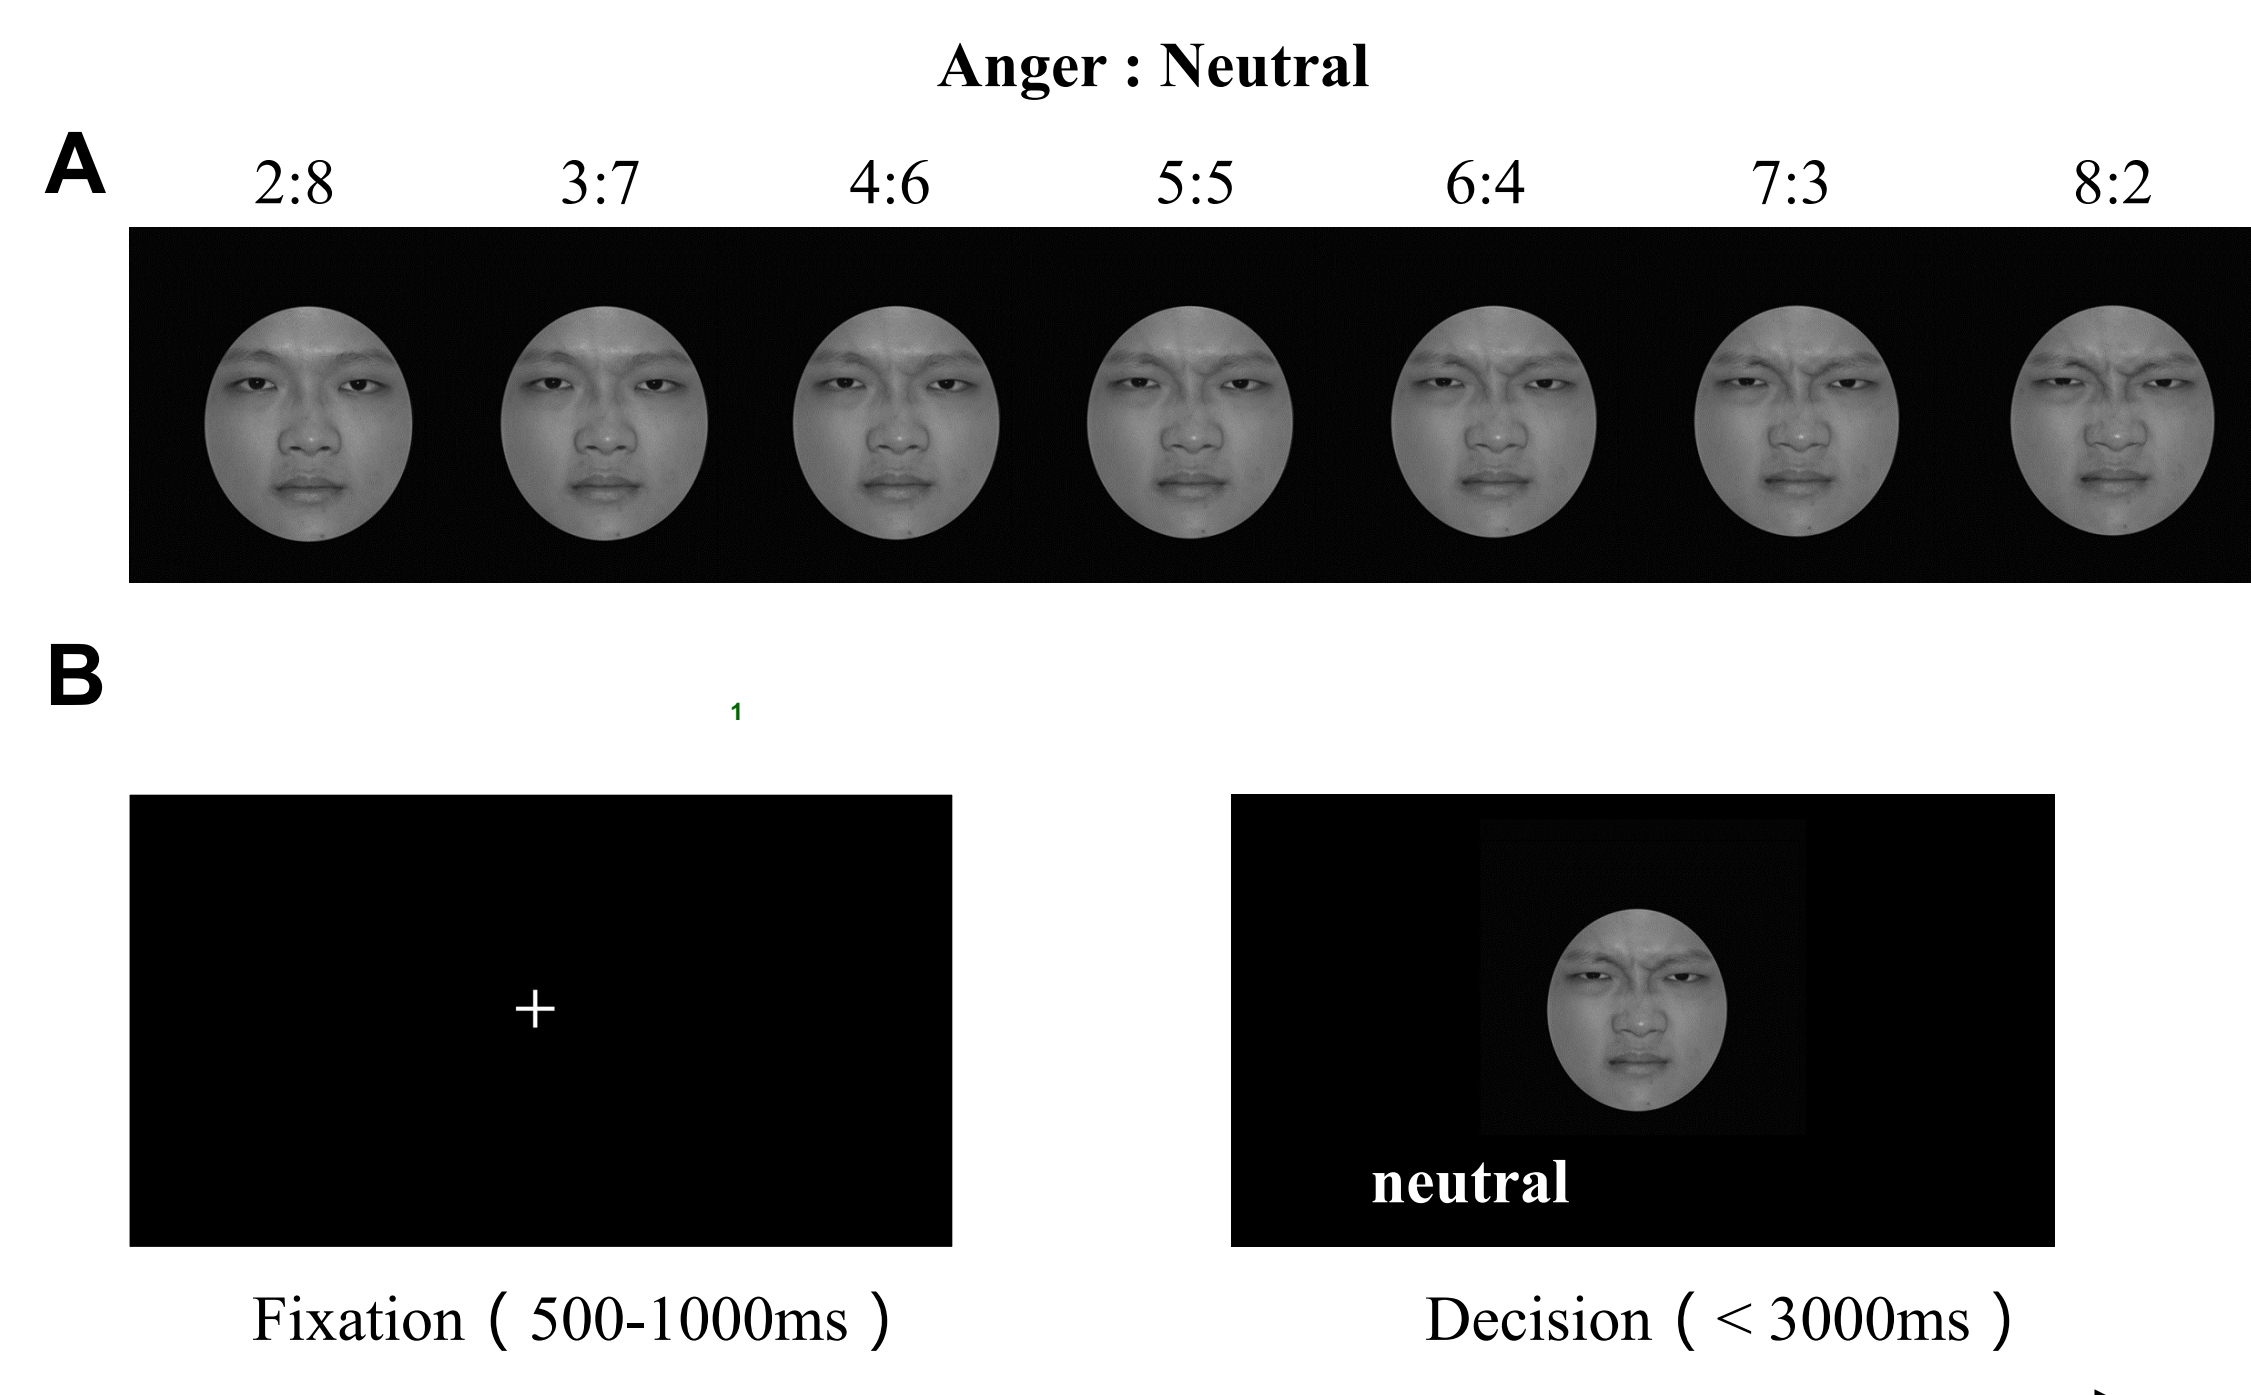 Anger : Neutral
A
2:8 3:7 4:6 5:5 6:4 7:3 8:2
B
1
neutral
Fixation ( 500-1000ms ) Decision ( < 3000ms )